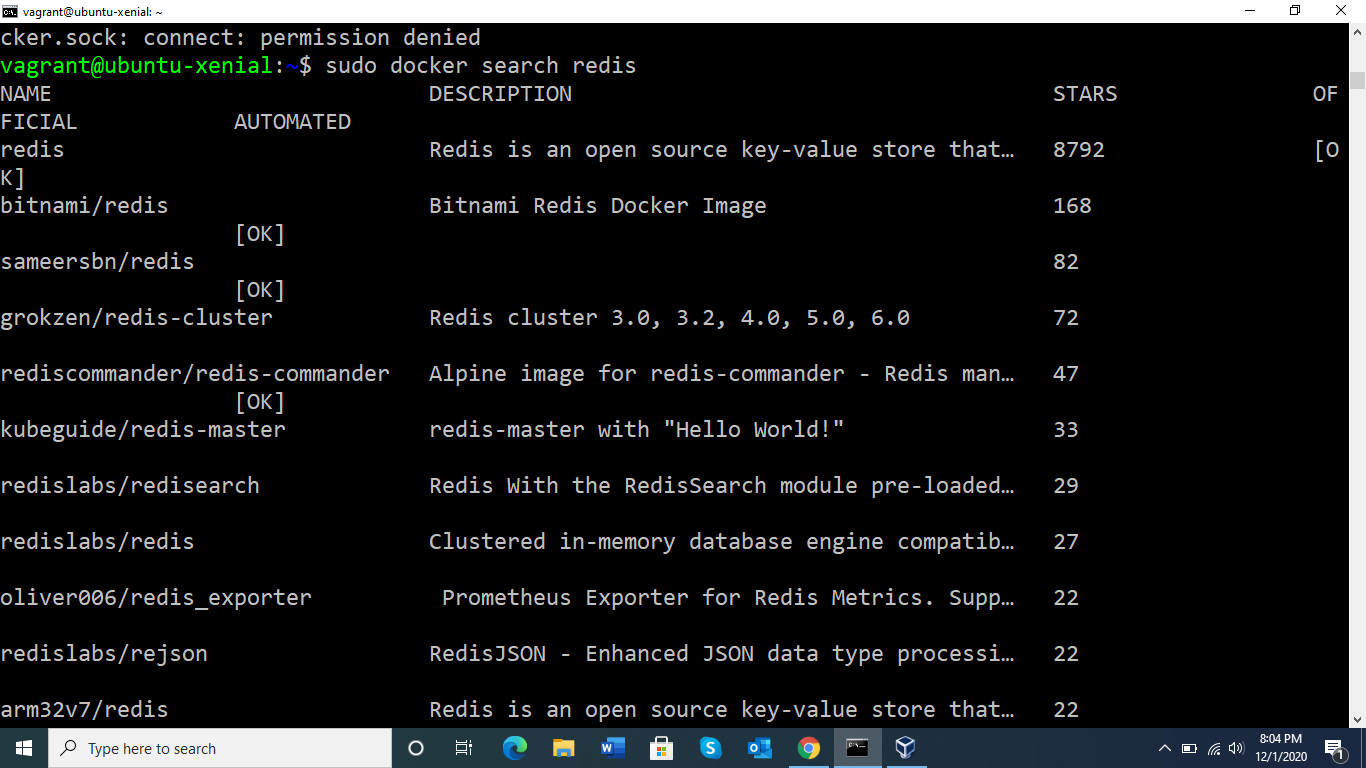 vagrant@ubuntu-xenial: ~
cker.sock: connect: permission denied
vagrant@ubuntu-xenial:~$ sudo docker search redis
NAME DESCRIPTION STARS OF
FICIAL AUTOMATED
redis Redis is an open source key-value store that… 8792 [O
K]
bitnami/redis Bitnami Redis Docker Image 168
[OK]
sameersbn/redis 82
[OK]
grokzen/redis-cluster Redis cluster 3.0, 3.2, 4.0, 5.0, 6.0 72
rediscommander/redis-commander Alpine image for redis-commander - Redis man… 47
[OK]
kubeguide/redis-master redis-master with "Hello World!" 33
redislabs/redisearch Redis With the RedisSearch module pre-loaded… 29
redislabs/redis Clustered in-memory database engine compatib… 27
oliver006/redis_exporter Prometheus Exporter for Redis Metrics. Supp… 22
redislabs/rejson RedisJSON - Enhanced JSON data type processi… 22
arm32v7/redis Redis is an open source key-value store that… 22
Type here to search
8:04 PM
12/1/2020
1